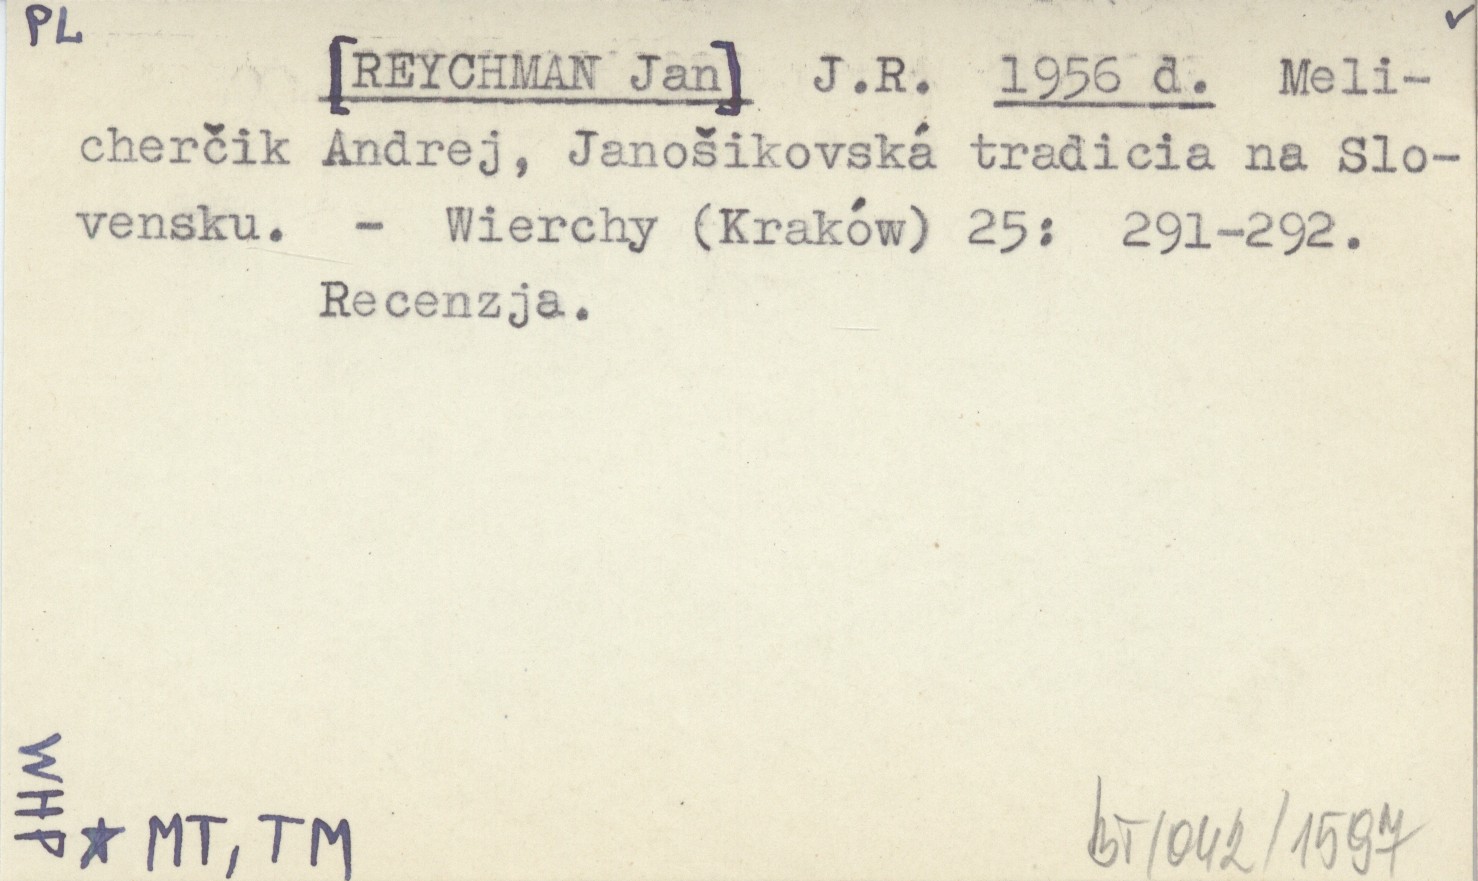 PL ✓
[REYCHMAN Jan] J.R. 1956 d. Meli-
cherčik Andrej, Janošikovská tradicia na Slo-
vensku. - Wierchy (Kraków) 25: 291-292.
Recenzja.
WHP
★ MT, TM
BT/042/1597